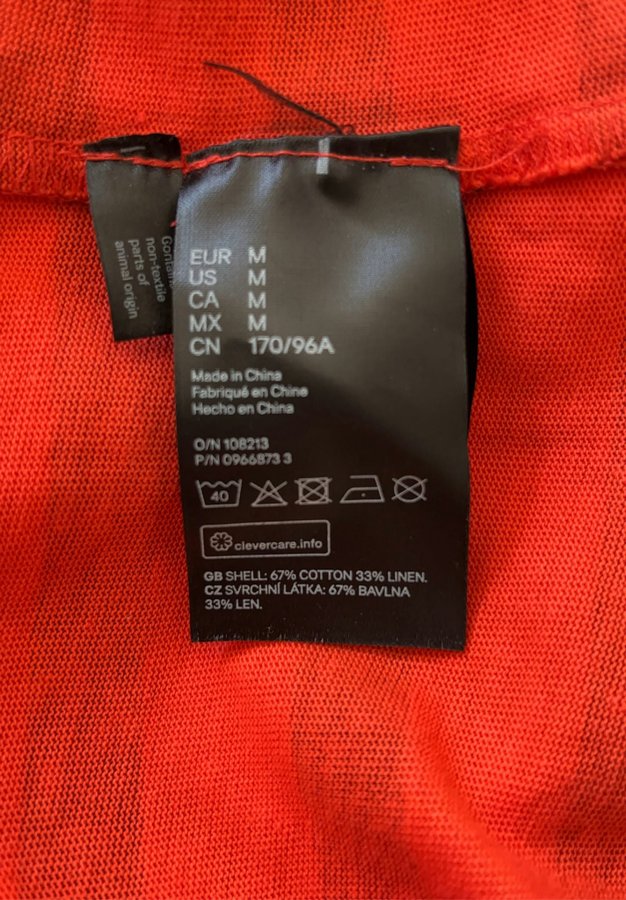 non-textile
parts of
animal origin
EUR M
US M
CA M
MX M
CN 170/96A
Made in China
Fabriqué en Chine
Hecho en China
O/N 108213
P/N 0966873 3
40
clevercare.info
GB SHELL: 67% COTTON 33% LINEN.
CZ SVRCHNÍ LÁTKA: 67% BAVLNA
33% LEN.